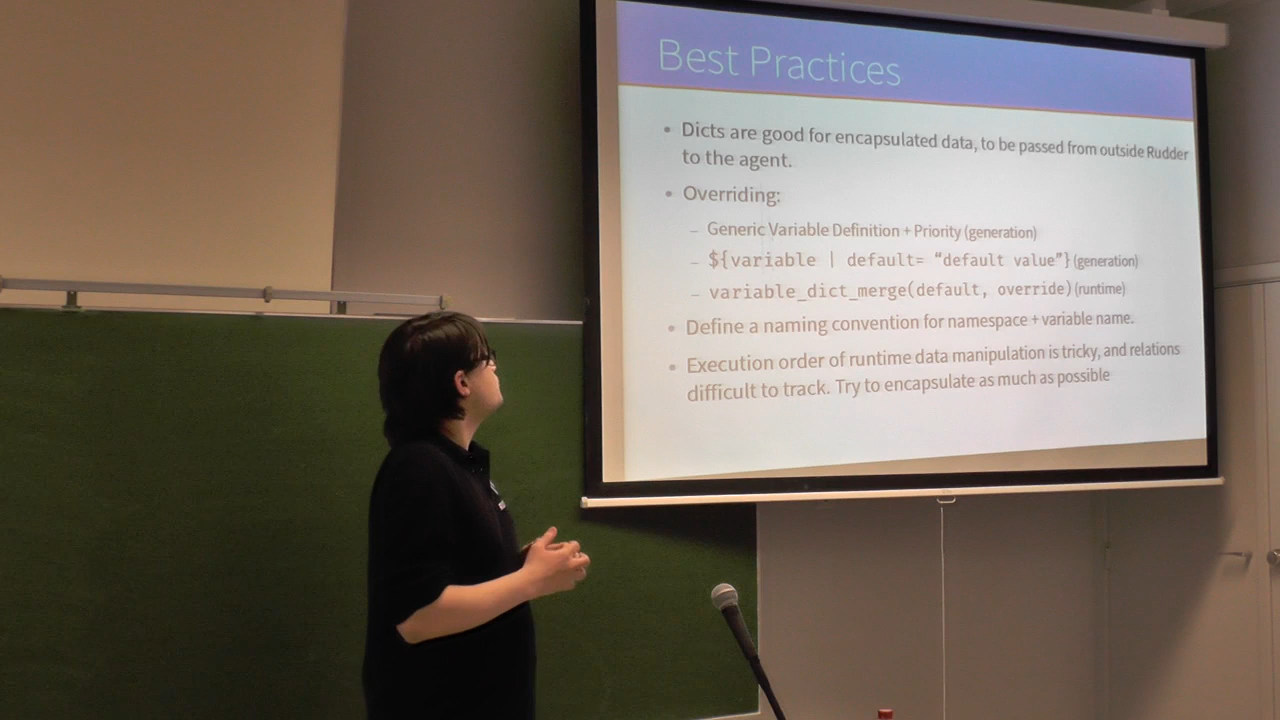 Best Practices
• Dicts are good for encapsulated data, to be passed from outside Rudder
to the agent.
• Overriding:
– Generic Variable Definition + Priority (generation)
– ${variable | default= “default value”} (generation)
– variable_dict_merge(default, override) (runtime)
• Define a naming convention for namespace + variable name.
• Execution order of runtime data manipulation is tricky, and relations
difficult to track. Try to encapsulate as much as possible